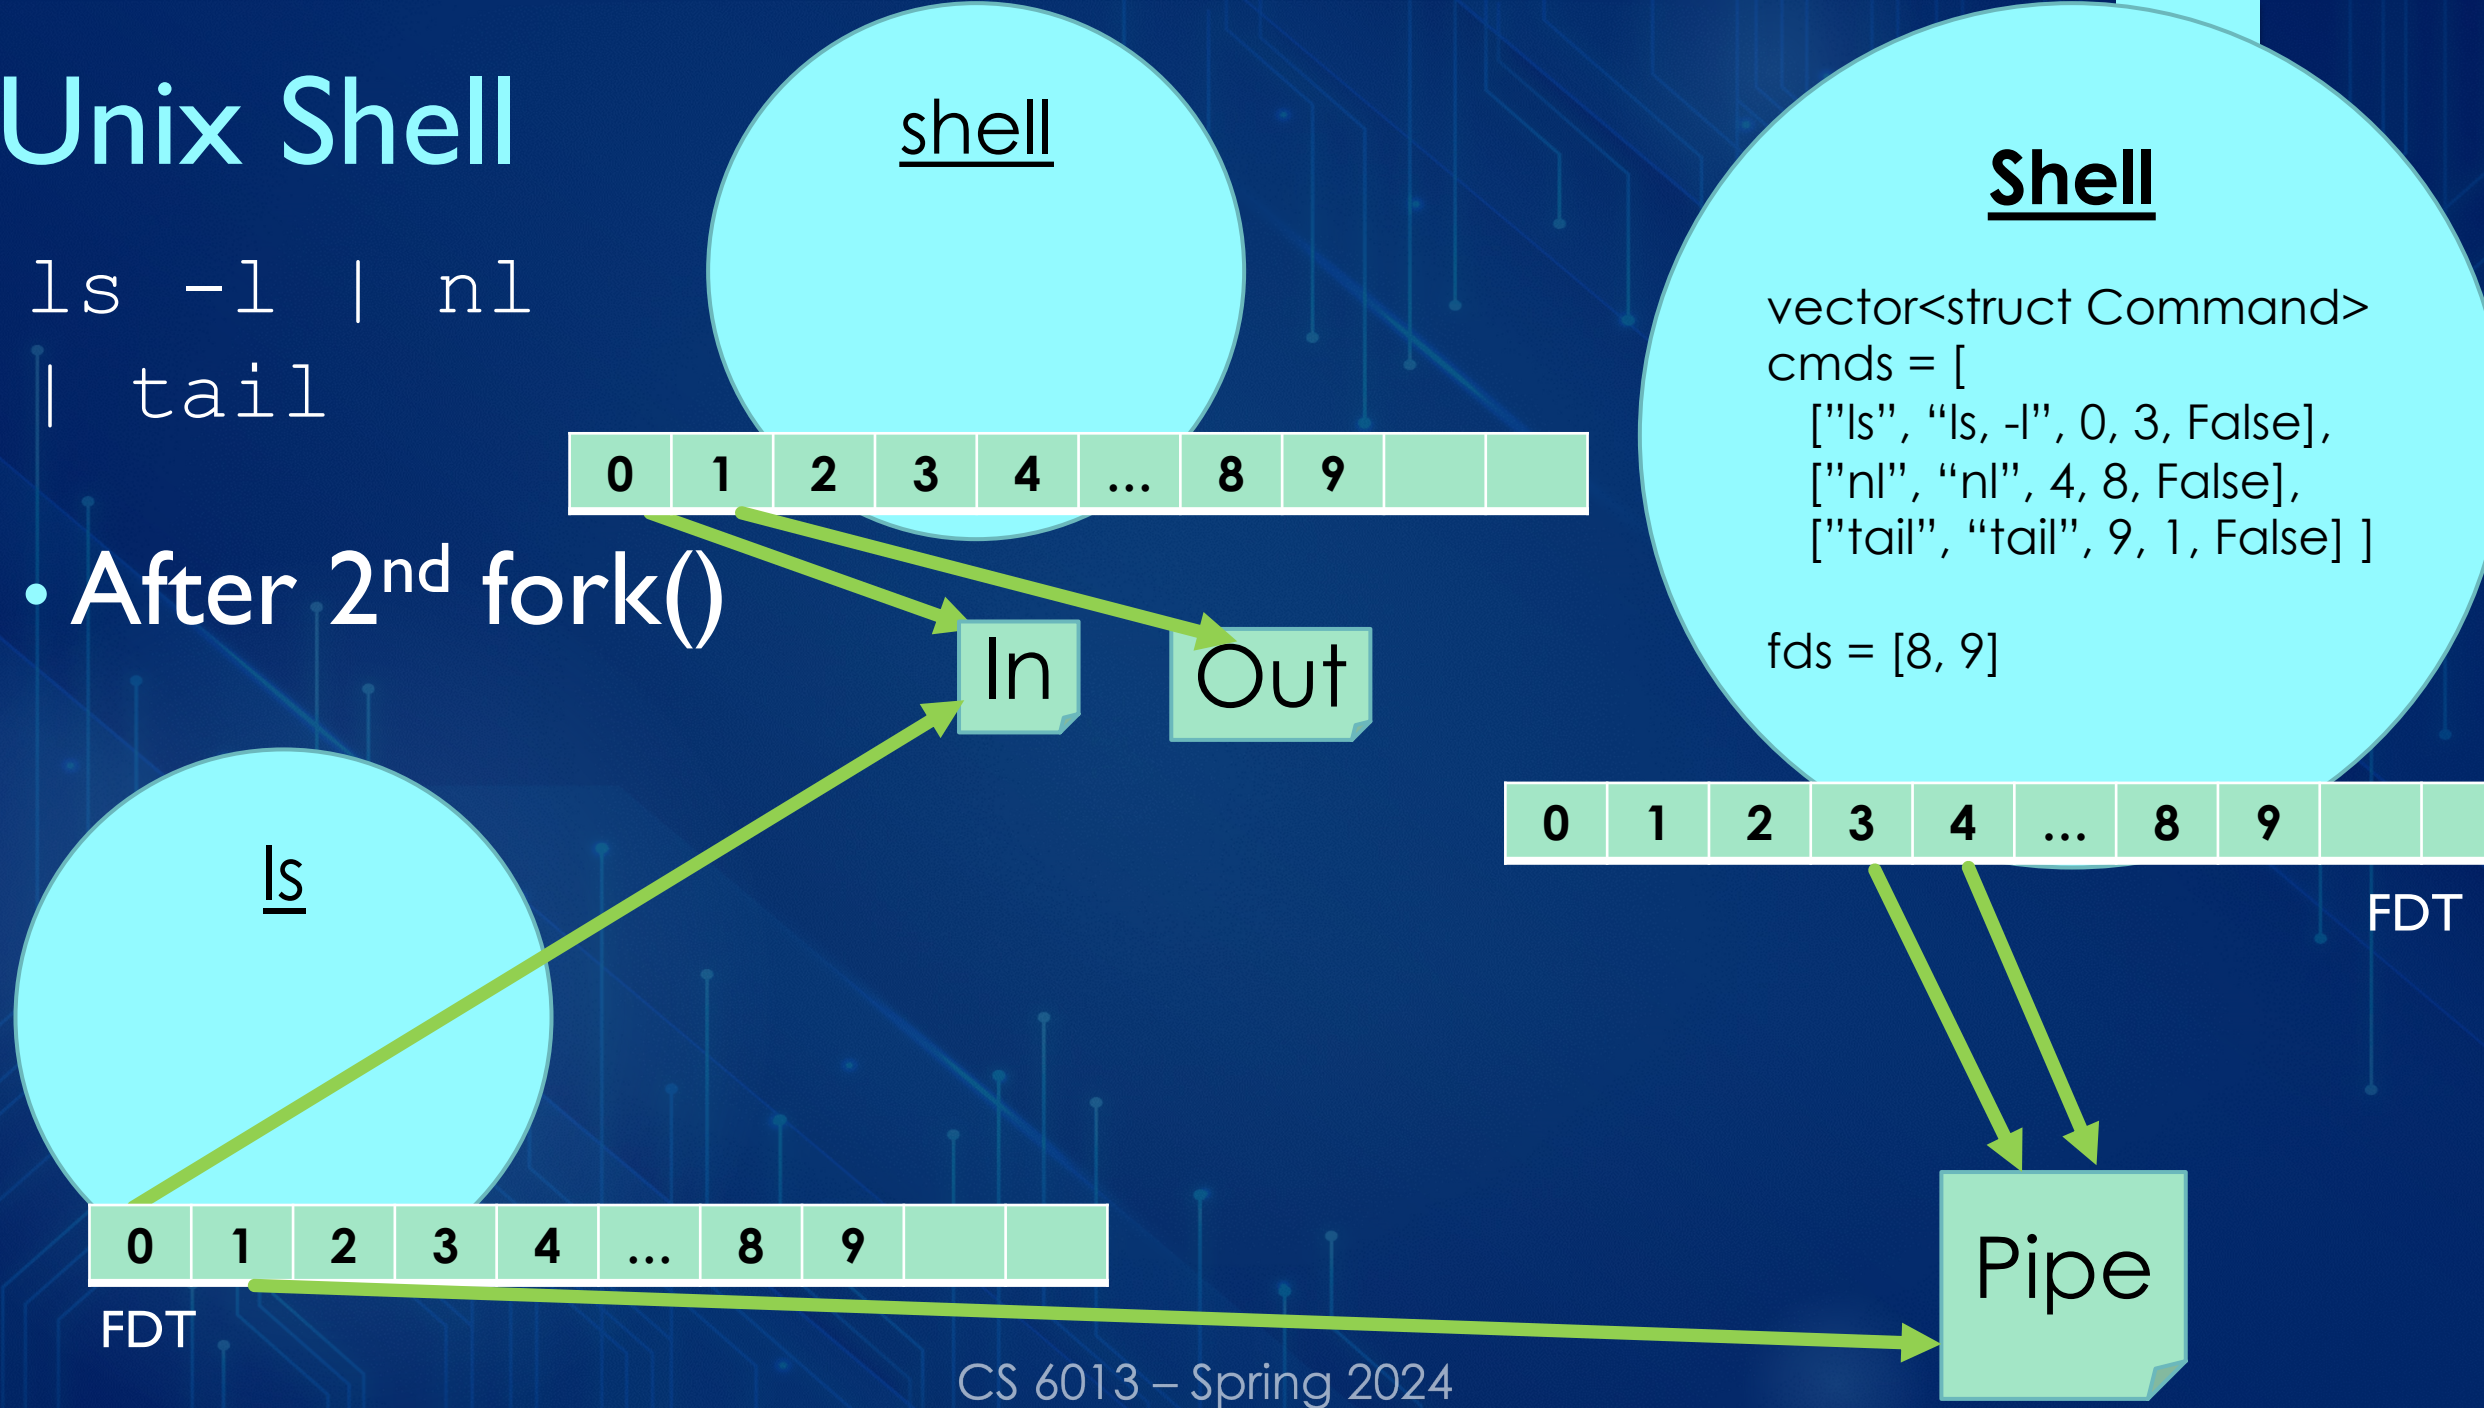 Unix Shell
ls -l | nl
| tail
• After 2nd fork()
shell
0 1 2 3 4 ... 8 9
In
Out
Shell
vector<struct Command>
cmds = [
[”ls”, “ls, -l”, 0, 3, False],
[”nl”, “nl”, 4, 8, False],
[”tail”, “tail”, 9, 1, False] ]
fds = [8, 9]
0 1 2 3 4 ... 8 9
FDT
ls
0 1 2 3 4 ... 8 9
FDT
Pipe
CS 6013 – Spring 2024